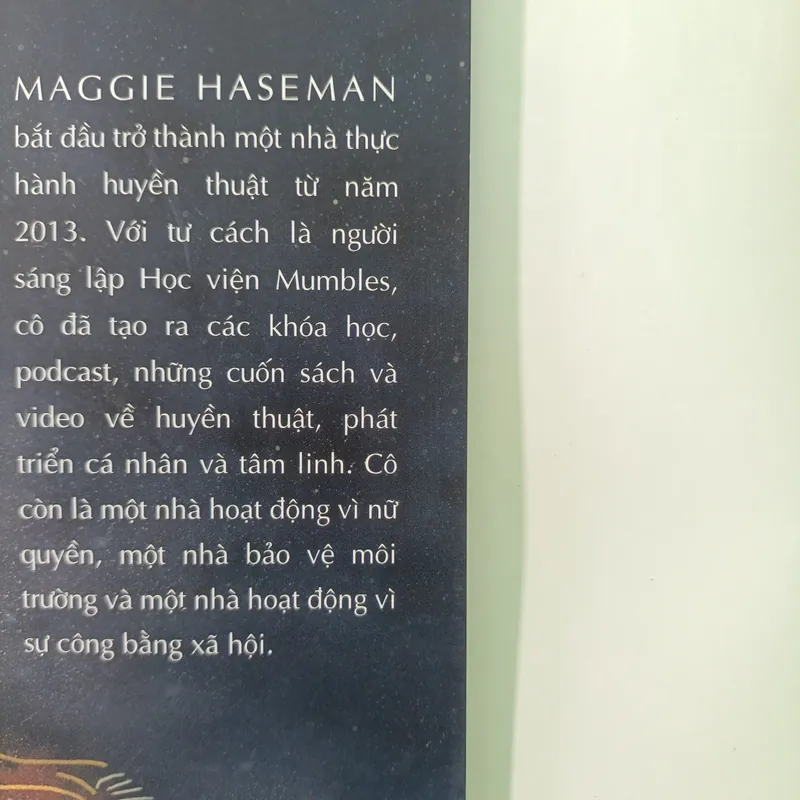 MAGGIE HASEMAN
bắt đầu trở thành một nhà thực
hành huyền thuật từ năm
2013. Với tư cách là người
sáng lập Học viện Mumbles,
cô đã tạo ra các khóa học,
podcast, những cuốn sách và
video về huyền thuật, phát
triển cá nhân và tâm linh. Cô
còn là một nhà hoạt động vì nữ
quyền, một nhà bảo vệ môi
trường và một nhà hoạt động vì
sự công bằng xã hội.